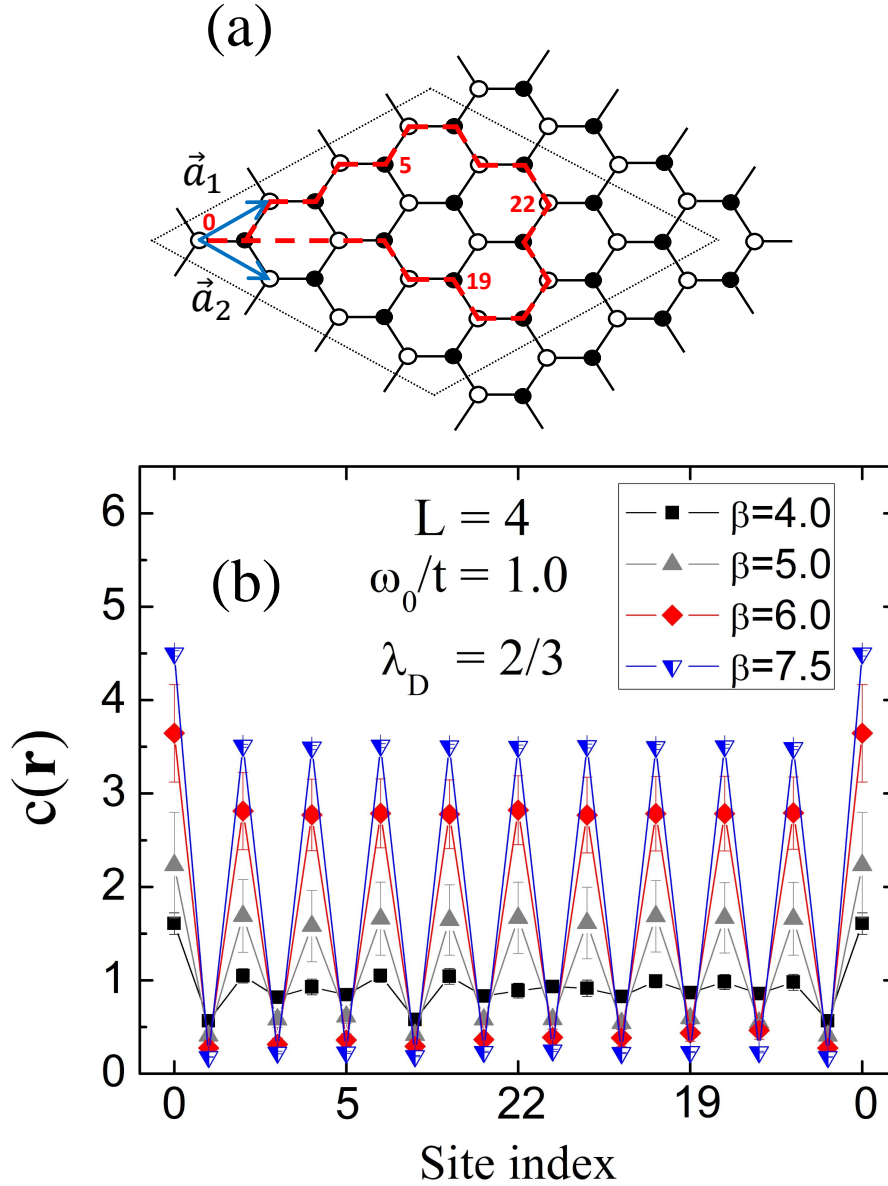 (a)
5
a⃗₁
0
22
a⃗₂
19
6
5
4
3
2
1
0
c(r)
L = 4
ω₀/t = 1.0
(b)
λ_D = 2/3
β=4.0
β=5.0
β=6.0
β=7.5
0 5 22 19 0
Site index